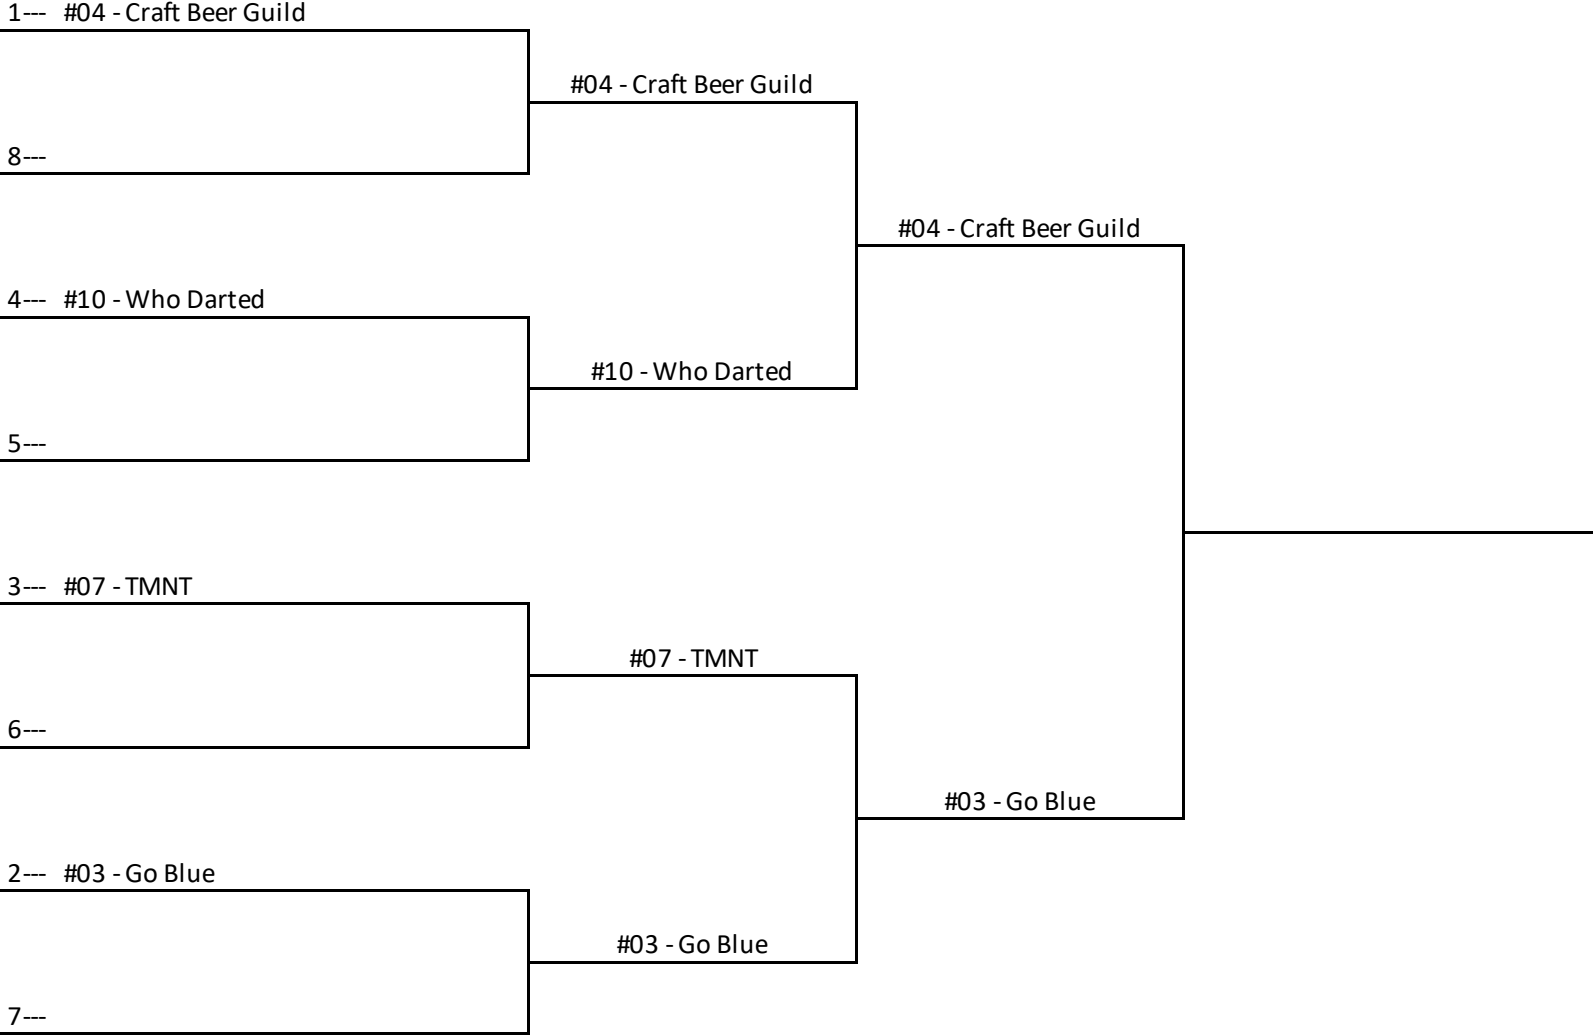 1--- #04 - Craft Beer Guild
#04 - Craft Beer Guild
8---
#04 - Craft Beer Guild
4--- #10 - Who Darted
#10 - Who Darted
5---
3--- #07 - TMNT
#07 - TMNT
6---
#03 - Go Blue
2--- #03 - Go Blue
#03 - Go Blue
7---